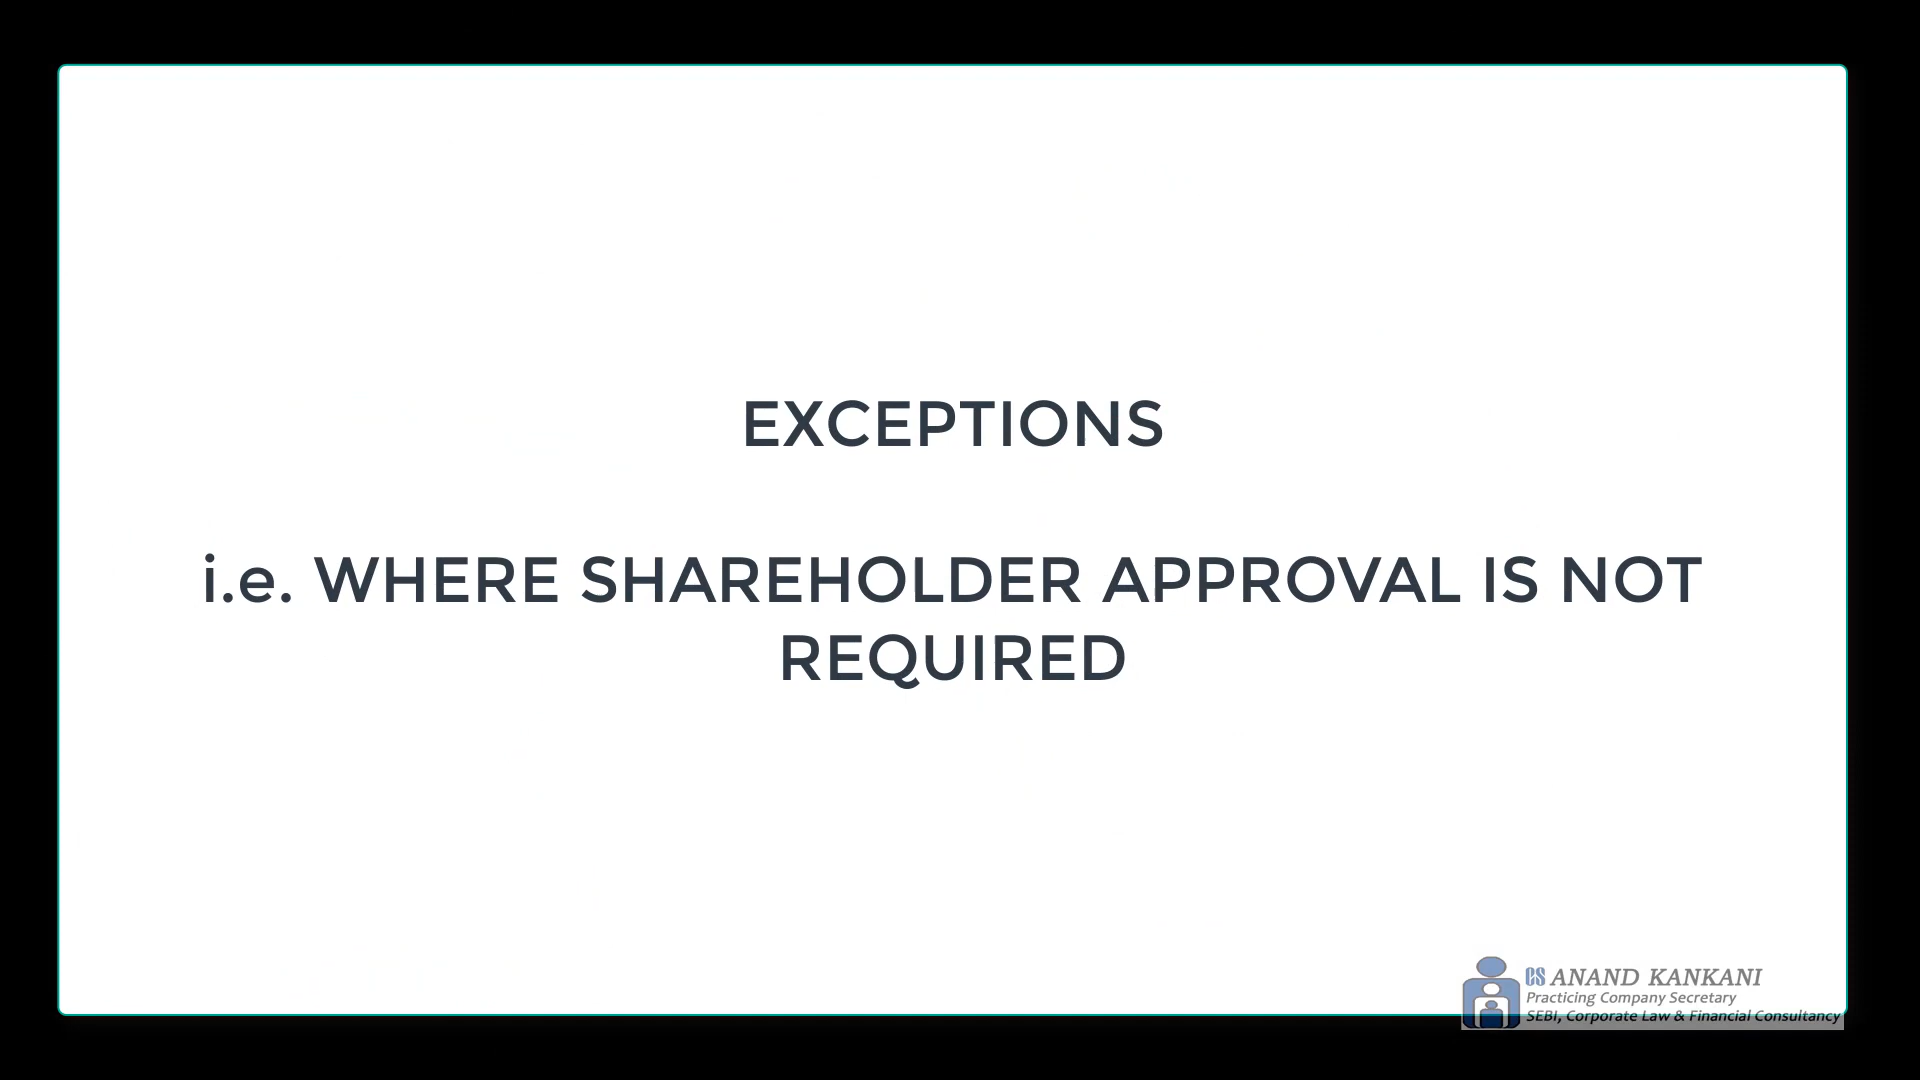 EXCEPTIONS
i.e. WHERE SHAREHOLDER APPROVAL IS NOT
REQUIRED
CS ANAND KANKANI
Practicing Company Secretary
SEBI, Corporate Law & Financial Consultancy